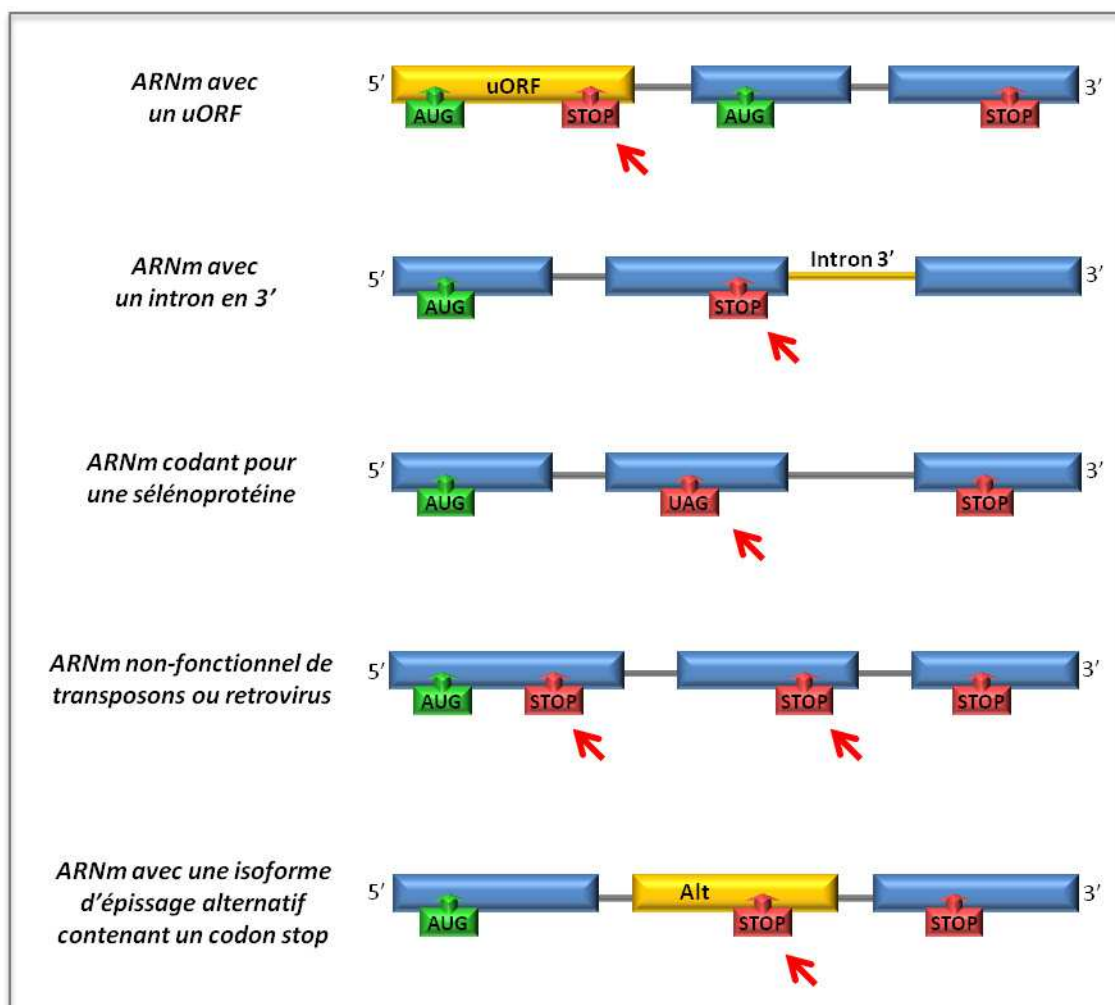 ARNm avec
un uORF
5’ uORF 3’
AUG STOP AUG STOP
ARNm avec
un intron en 3’
5’ Intron 3’ 3’
AUG STOP
ARNm codant pour
une sélénoprotéine
5’ 3’
AUG UAG STOP
ARNm non-fonctionnel de
transposons ou retrovirus
5’ 3’
AUG STOP STOP STOP
ARNm avec une isoforme
d’épissage alternatif
contenant un codon stop
5’ Alt 3’
AUG STOP STOP